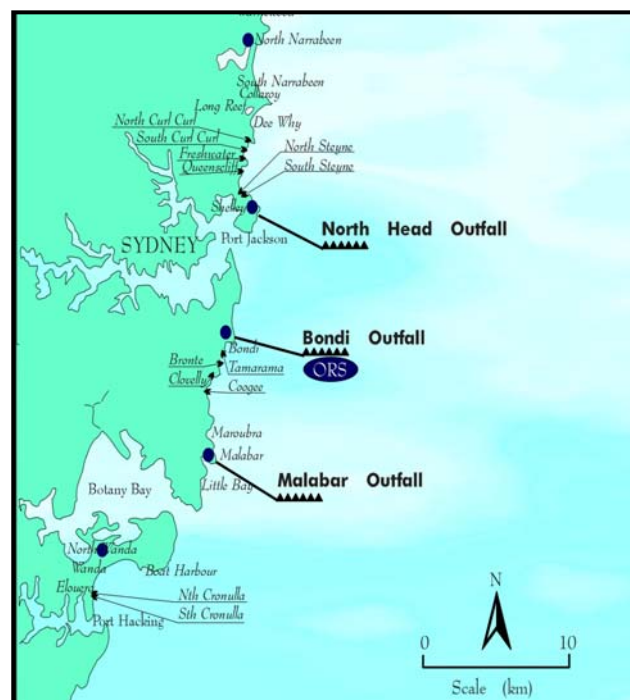 North Narrabeen
South Narrabeen
Collaroy
Long Reef
North Curl Curl
Dee Why
South Curl Curl
North Steyne
Freshwater
South Steyne
Queenscliff
Shelley
North Head Outfall
Port Jackson
SYDNEY
Bondi Outfall
Bondi
Bronte
Tamarama
ORS
Clovelly
Coogee
Maroubra
Malabar
Malabar Outfall
Little Bay
Botany Bay
North Wanda
Wanda
Boat Harbour
Elouera
Nth Cronulla
Sth Cronulla
Port Hacking
N
0 10
Scale (km)